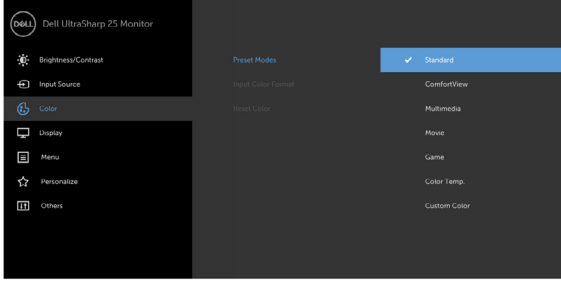 DELL Dell UltraSharp 25 Monitor
Brightness/Contrast
Input Source
Color
Display
Menu
Personalize
Others
Preset Modes
Input Color Format
Reset Color
Standard
ComfortView
Multimedia
Movie
Game
Color Temp.
Custom Color